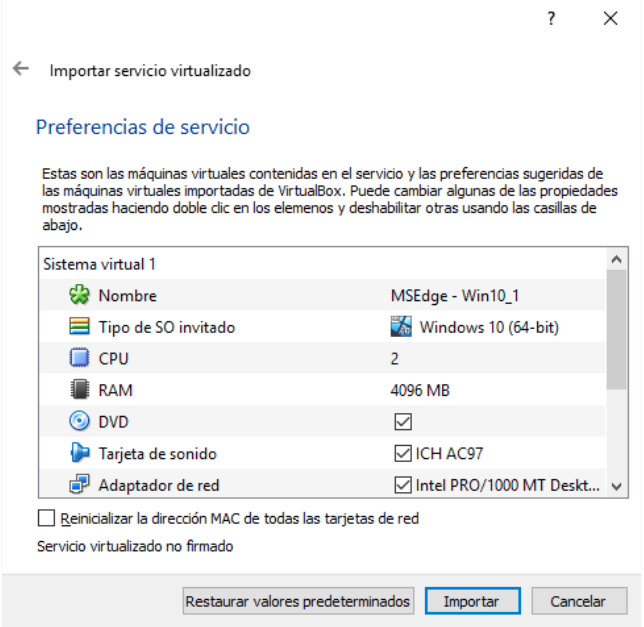 ?
Importar servicio virtualizado
Preferencias de servicio
Estas son las máquinas virtuales contenidas en el servicio y las preferencias sugeridas de
las máquinas virtuales importadas de VirtualBox. Puede cambiar algunas de las propiedades
mostradas haciendo doble clic en los elemenos y deshabilitar otras usando las casillas de
abajo.
Sistema virtual 1
Nombre MSEdge - Win10_1
Tipo de SO invitado Windows 10 (64-bit)
CPU 2
RAM 4096 MB
DVD
Tarjeta de sonido ICH AC97
Adaptador de red Intel PRO/1000 MT Deskt...
Reinicializar la dirección MAC de todas las tarjetas de red
Servicio virtualizado no firmado
Restaurar valores predeterminados Importar Cancelar